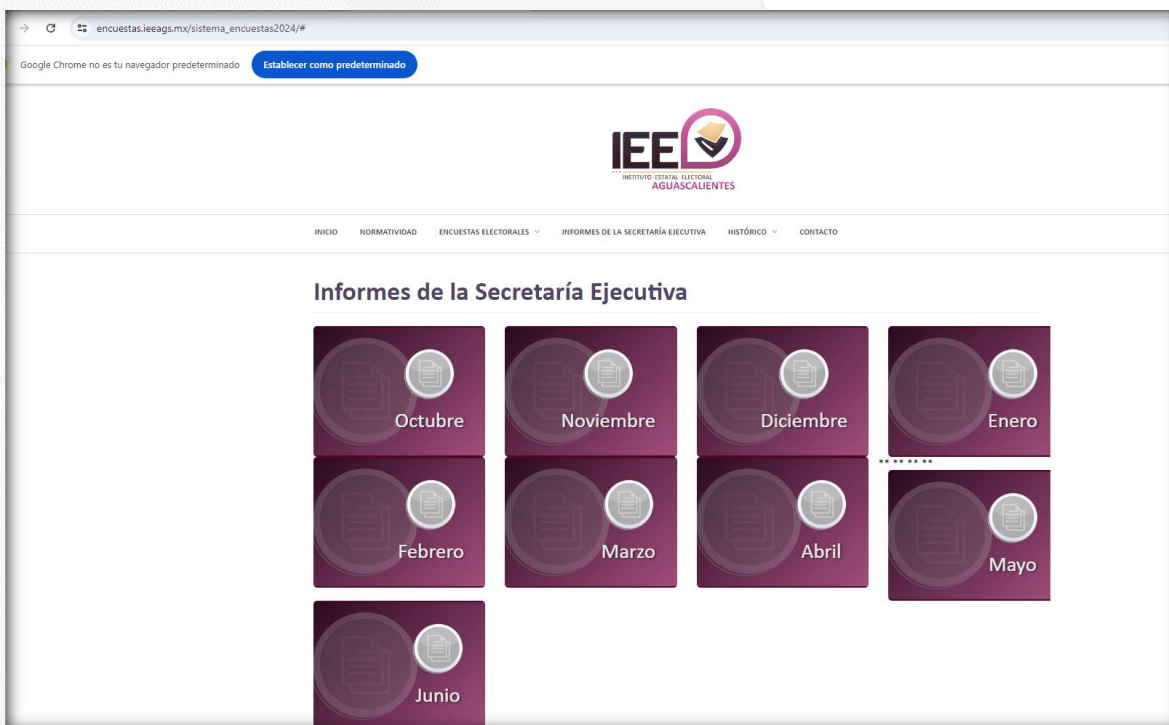 encuestas.ieeags.mx/sistema_encuestas2024/#
Google Chrome no es tu navegador predeterminado Establecer como predeterminado
IEE
INSTITUTO ESTATAL ELECTORAL
AGUASCALIENTES
INICIO NORMATIVIDAD ENCUESTAS ELECTORALES INFORMES DE LA SECRETARÍA EJECUTIVA HISTÓRICO CONTACTO
Informes de la Secretaría Ejecutiva
Octubre Noviembre Diciembre Enero
** ** ** **
Febrero Marzo Abril Mayo
Junio